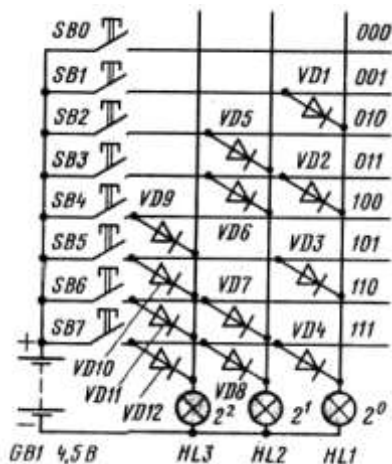 SB0 000
SB1 VD1 001
SB2 VD5 010
SB3 VD2 011
SB4 VD9 100
VD6
SB5 VD3 101
SB6 VD7 110
SB7 VD4 111
+
VD10
VD11
VD12 VD8
2² 2¹ 2⁰
−
GB1 4,5 В HL3 HL2 HL1